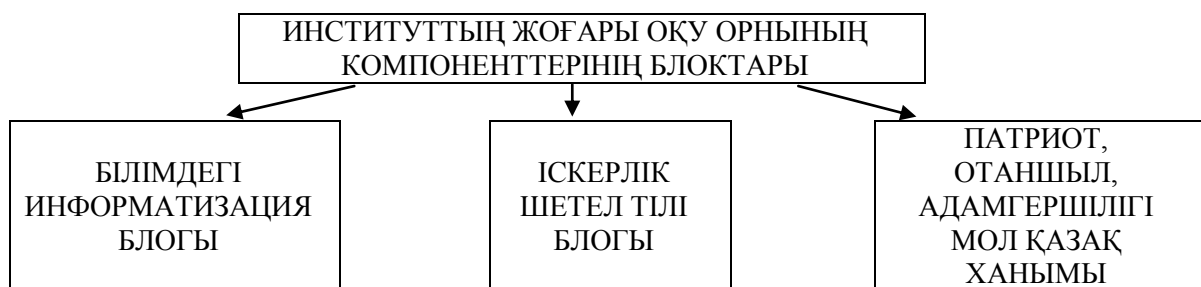 ИНСТИТУТТЫҢ ЖОҒАРЫ ОҚУ ОРНЫНЫҢ
КОМПОНЕНТТЕРІНІҢ БЛОКТАРЫ
БІЛІМДЕГІ
ИНФОРМАТИЗАЦИЯ
БЛОГЫ
ІСКЕРЛІК
ШЕТЕЛ ТІЛІ
БЛОГЫ
ПАТРИОТ,
ОТАНШЫЛ,
АДАМГЕРШІЛІГІ
МОЛ ҚАЗАҚ
ХАНЫМЫ